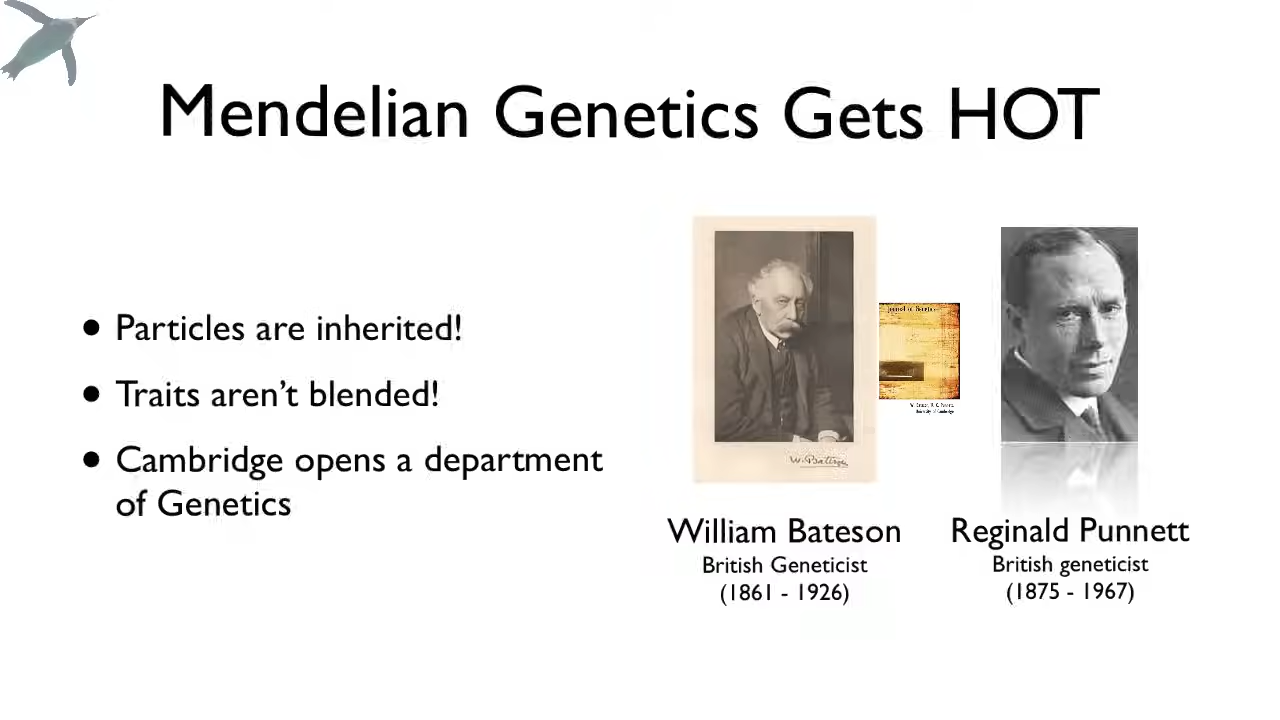 Mendelian Genetics Gets HOT
• Particles are inherited!
• Traits aren't blended!
• Cambridge opens a department
of Genetics
W. Bateson
William Bateson
British Geneticist
(1861 - 1926)
Reginald Punnett
British geneticist
(1875 - 1967)